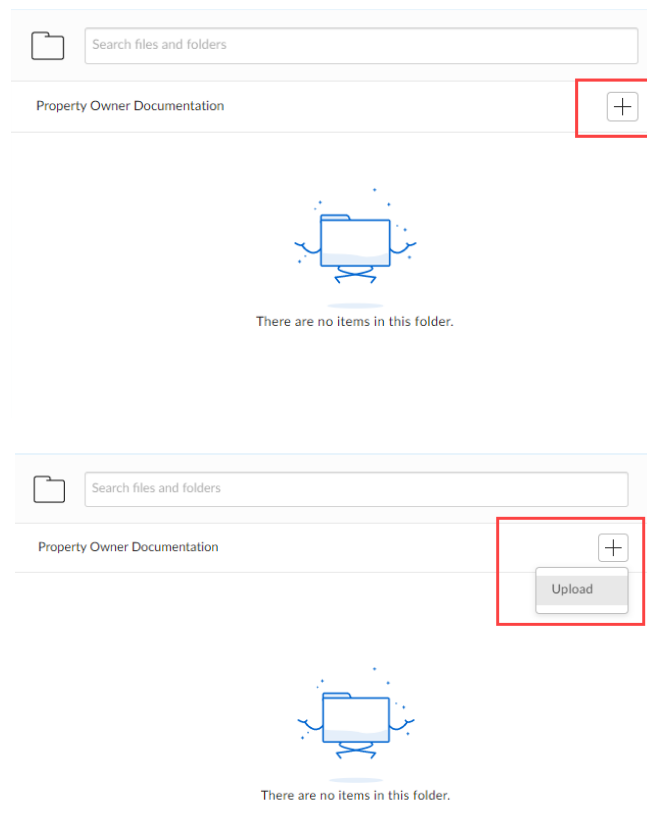 Search files and folders
Property Owner Documentation
There are no items in this folder.
Search files and folders
Property Owner Documentation
Upload
There are no items in this folder.